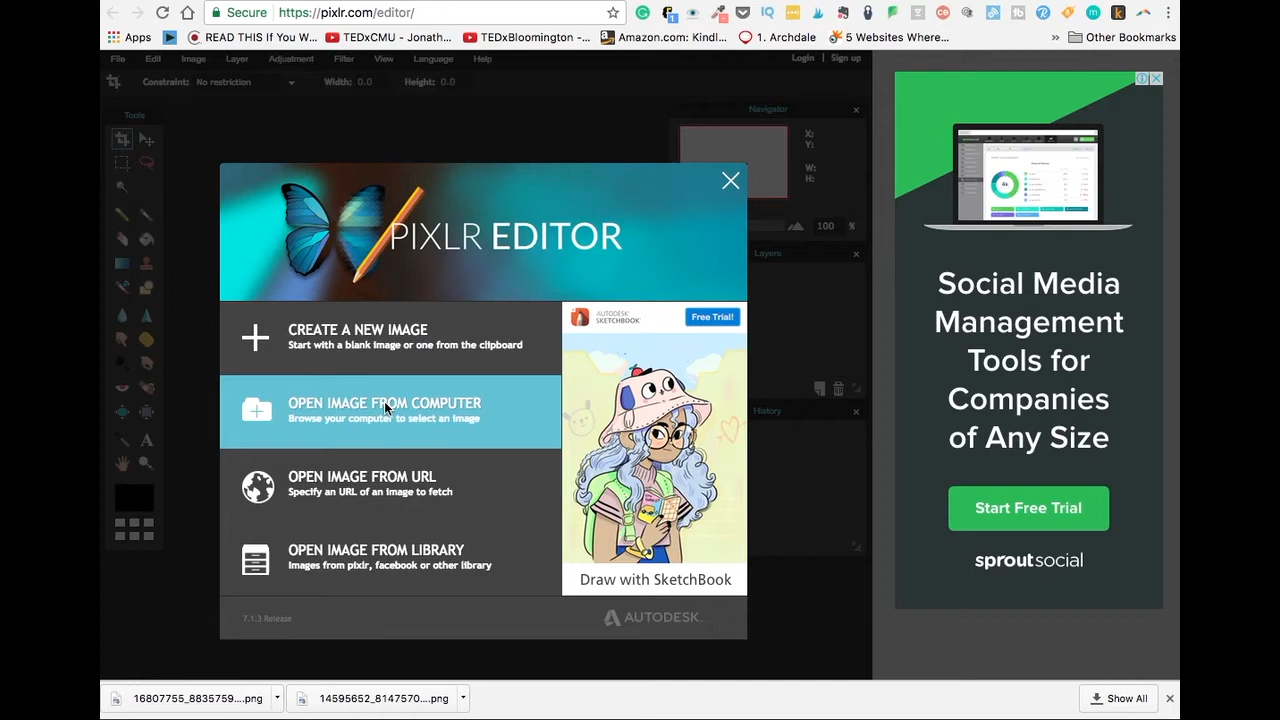 Secure https://pixlr.com/editor/
Apps READ THIS If You W... TEDxCMU - Jonath... TEDxBloomington -... Amazon.com: Kindl... 1. Archdale 5 Websites Where... » Other Bookmarks
File Edit Image Layer Adjustment Filter View Language Help Login Sign up
Constraint: No restriction Width: 0.0 Height: 0.0
Tools
Navigator
X:
Y:
W:
H:
100 %
Layers
History
PIXLR EDITOR
CREATE A NEW IMAGE
Start with a blank image or one from the clipboard
OPEN IMAGE FROM COMPUTER
Browse your computer to select an image
OPEN IMAGE FROM URL
Specify an URL of an image to fetch
OPEN IMAGE FROM LIBRARY
Images from pixlr, facebook or other library
7.1.3 Release
AUTODESK.
AUTODESK
SKETCHBOOK
Free Trial!
Draw with SketchBook
4k
Social Media
Management
Tools for
Companies
of Any Size
Start Free Trial
sproutsocial
16807755_8835759....png
14595652_8147570....png
Show All